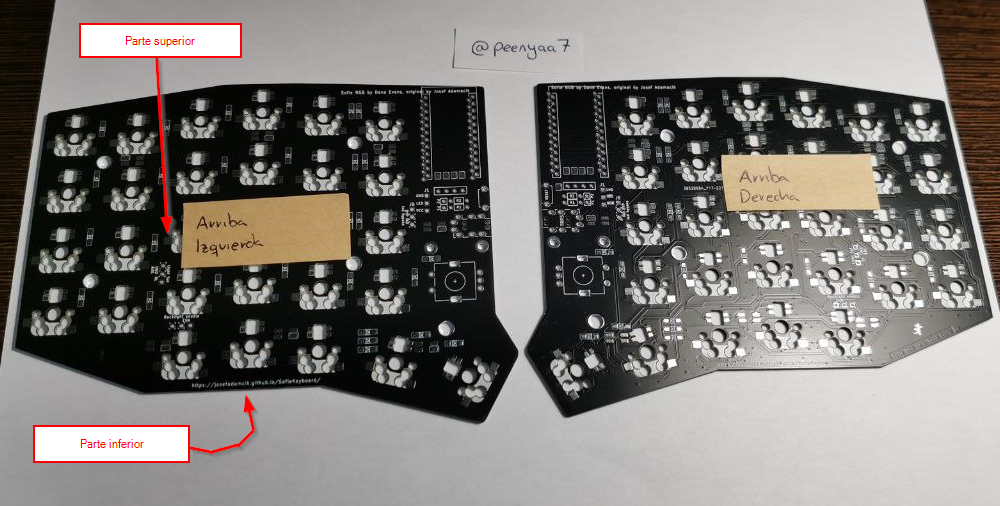 Parte superior
@peenyaa7
Sofle RGB by Dane Evans, original by Josef Adamcik
Sofle RGB by Dane Evans, original by Josef Adamcik
Arriba
Izquierda
Arriba
Derecha
J1
Backlight enable
https://josefadamcik.github.io/SofleKeyboard/
Parte inferior